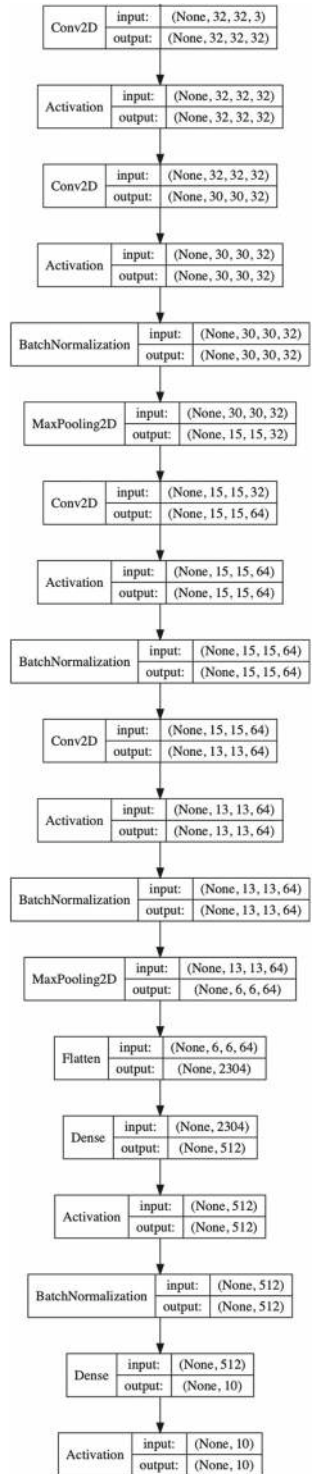 Conv2D input: (None, 32, 32, 3)
output: (None, 32, 32, 32)
Activation input: (None, 32, 32, 32)
output: (None, 32, 32, 32)
Conv2D input: (None, 32, 32, 32)
output: (None, 30, 30, 32)
Activation input: (None, 30, 30, 32)
output: (None, 30, 30, 32)
BatchNormalization input: (None, 30, 30, 32)
output: (None, 30, 30, 32)
MaxPooling2D input: (None, 30, 30, 32)
output: (None, 15, 15, 32)
Conv2D input: (None, 15, 15, 32)
output: (None, 15, 15, 64)
Activation input: (None, 15, 15, 64)
output: (None, 15, 15, 64)
BatchNormalization input: (None, 15, 15, 64)
output: (None, 15, 15, 64)
Conv2D input: (None, 15, 15, 64)
output: (None, 13, 13, 64)
Activation input: (None, 13, 13, 64)
output: (None, 13, 13, 64)
BatchNormalization input: (None, 13, 13, 64)
output: (None, 13, 13, 64)
MaxPooling2D input: (None, 13, 13, 64)
output: (None, 6, 6, 64)
Flatten input: (None, 6, 6, 64)
output: (None, 2304)
Dense input: (None, 2304)
output: (None, 512)
Activation input: (None, 512)
output: (None, 512)
BatchNormalization input: (None, 512)
output: (None, 512)
Dense input: (None, 512)
output: (None, 10)
Activation input: (None, 10)
output: (None, 10)